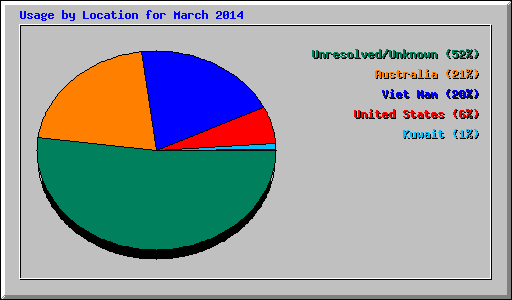 Usage by Location for March 2014
Unresolved/Unknown (52%)
Australia (21%)
Viet Nam (20%)
United States (6%)
Kuwait (1%)